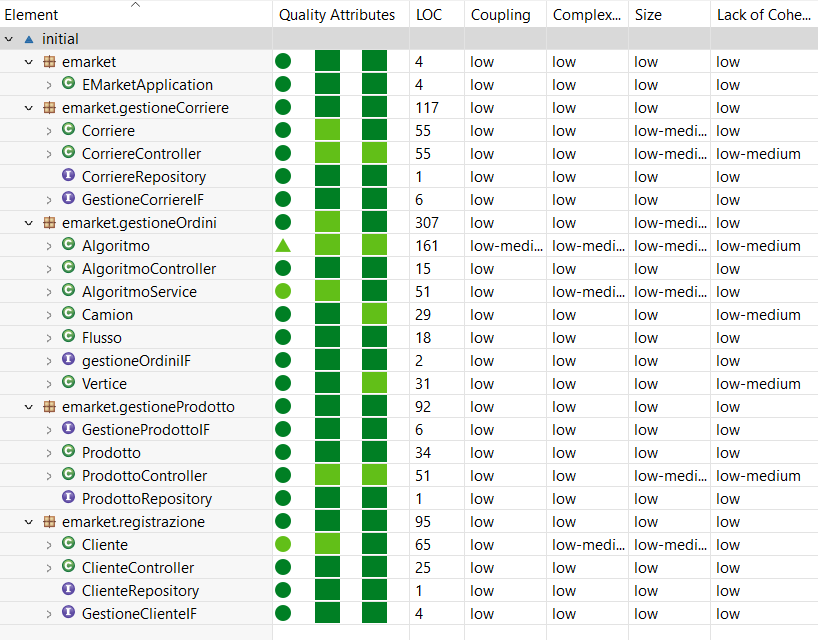 Element Quality Attributes LOC Coupling Complex... Size Lack of Cohe...
initial
emarket 4 low low low low
C EMarketApplication 4 low low low low
emarket.gestioneCorriere 117 low low low low
C Corriere 55 low low low-medi... low
C CorriereController 55 low low low-medi... low-medium
I CorriereRepository 1 low low low low
I GestioneCorriereIF 6 low low low low
emarket.gestioneOrdini 307 low low low low
C Algoritmo 161 low-medi... low-medi... low-medi... low-medium
C AlgoritmoController 15 low low low low
C AlgoritmoService 51 low low-medi... low-medi... low
C Camion 29 low low low low-medium
C Flusso 18 low low low low
I gestioneOrdiniIF 2 low low low low
C Vertice 31 low low low low-medium
emarket.gestioneProdotto 92 low low low low
I GestioneProdottoIF 6 low low low low
C Prodotto 34 low low low low
C ProdottoController 51 low low low-medi... low-medium
I ProdottoRepository 1 low low low low
emarket.registrazione 95 low low low low
C Cliente 65 low low-medi... low-medi... low
C ClienteController 25 low low low low
I ClienteRepository 1 low low low low
I GestioneClienteIF 4 low low low low